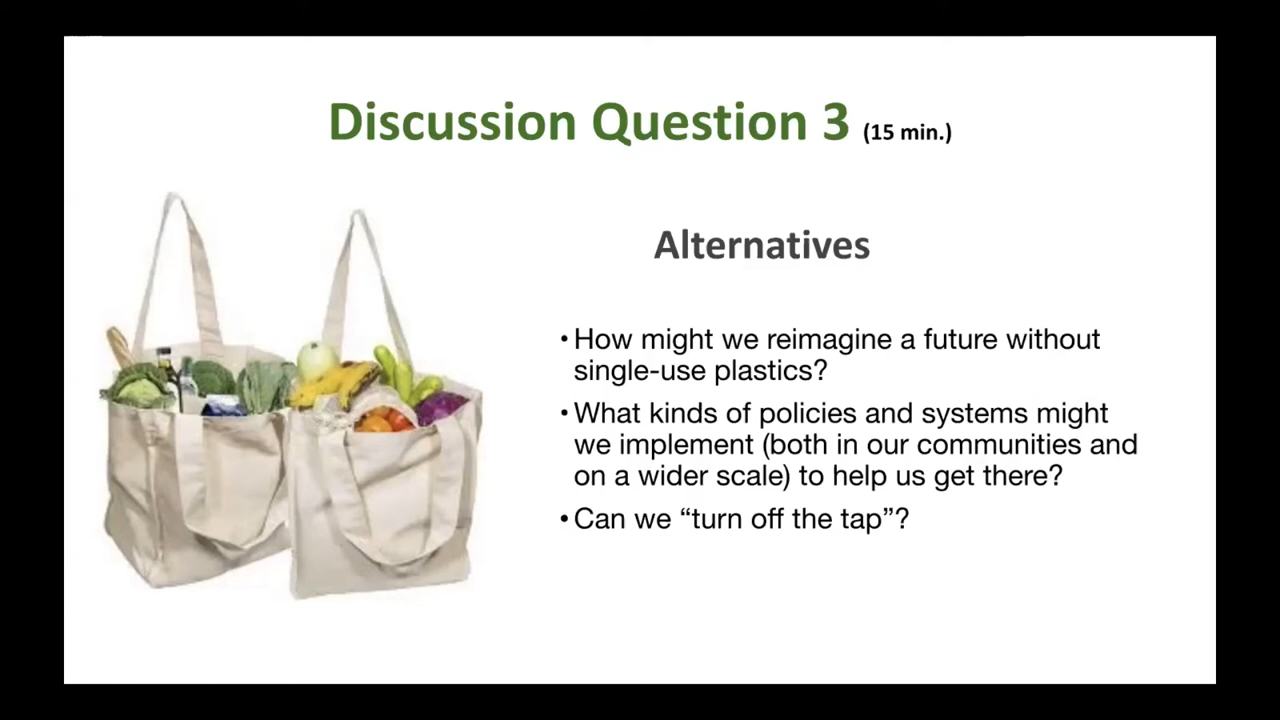 Discussion Question 3 (15 min.)
Alternatives
• How might we reimagine a future without
single-use plastics?
• What kinds of policies and systems might
we implement (both in our communities and
on a wider scale) to help us get there?
• Can we “turn off the tap”?